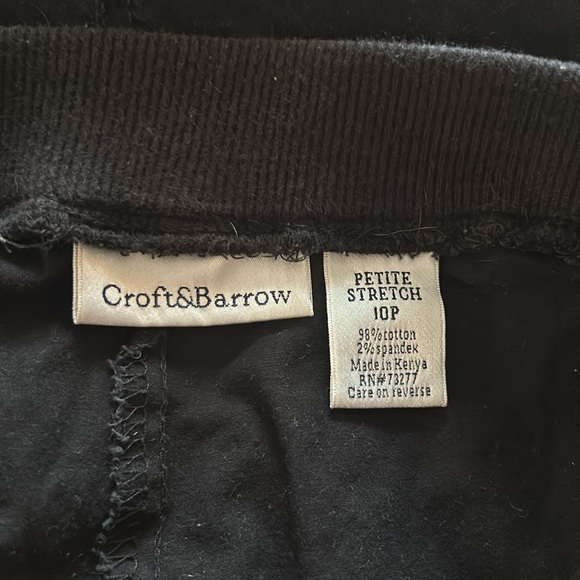 Croft&Barrow
PETITE
STRETCH
10P
98% cotton
2% spandex
Made in Kenya
RN#73277
Care on reverse